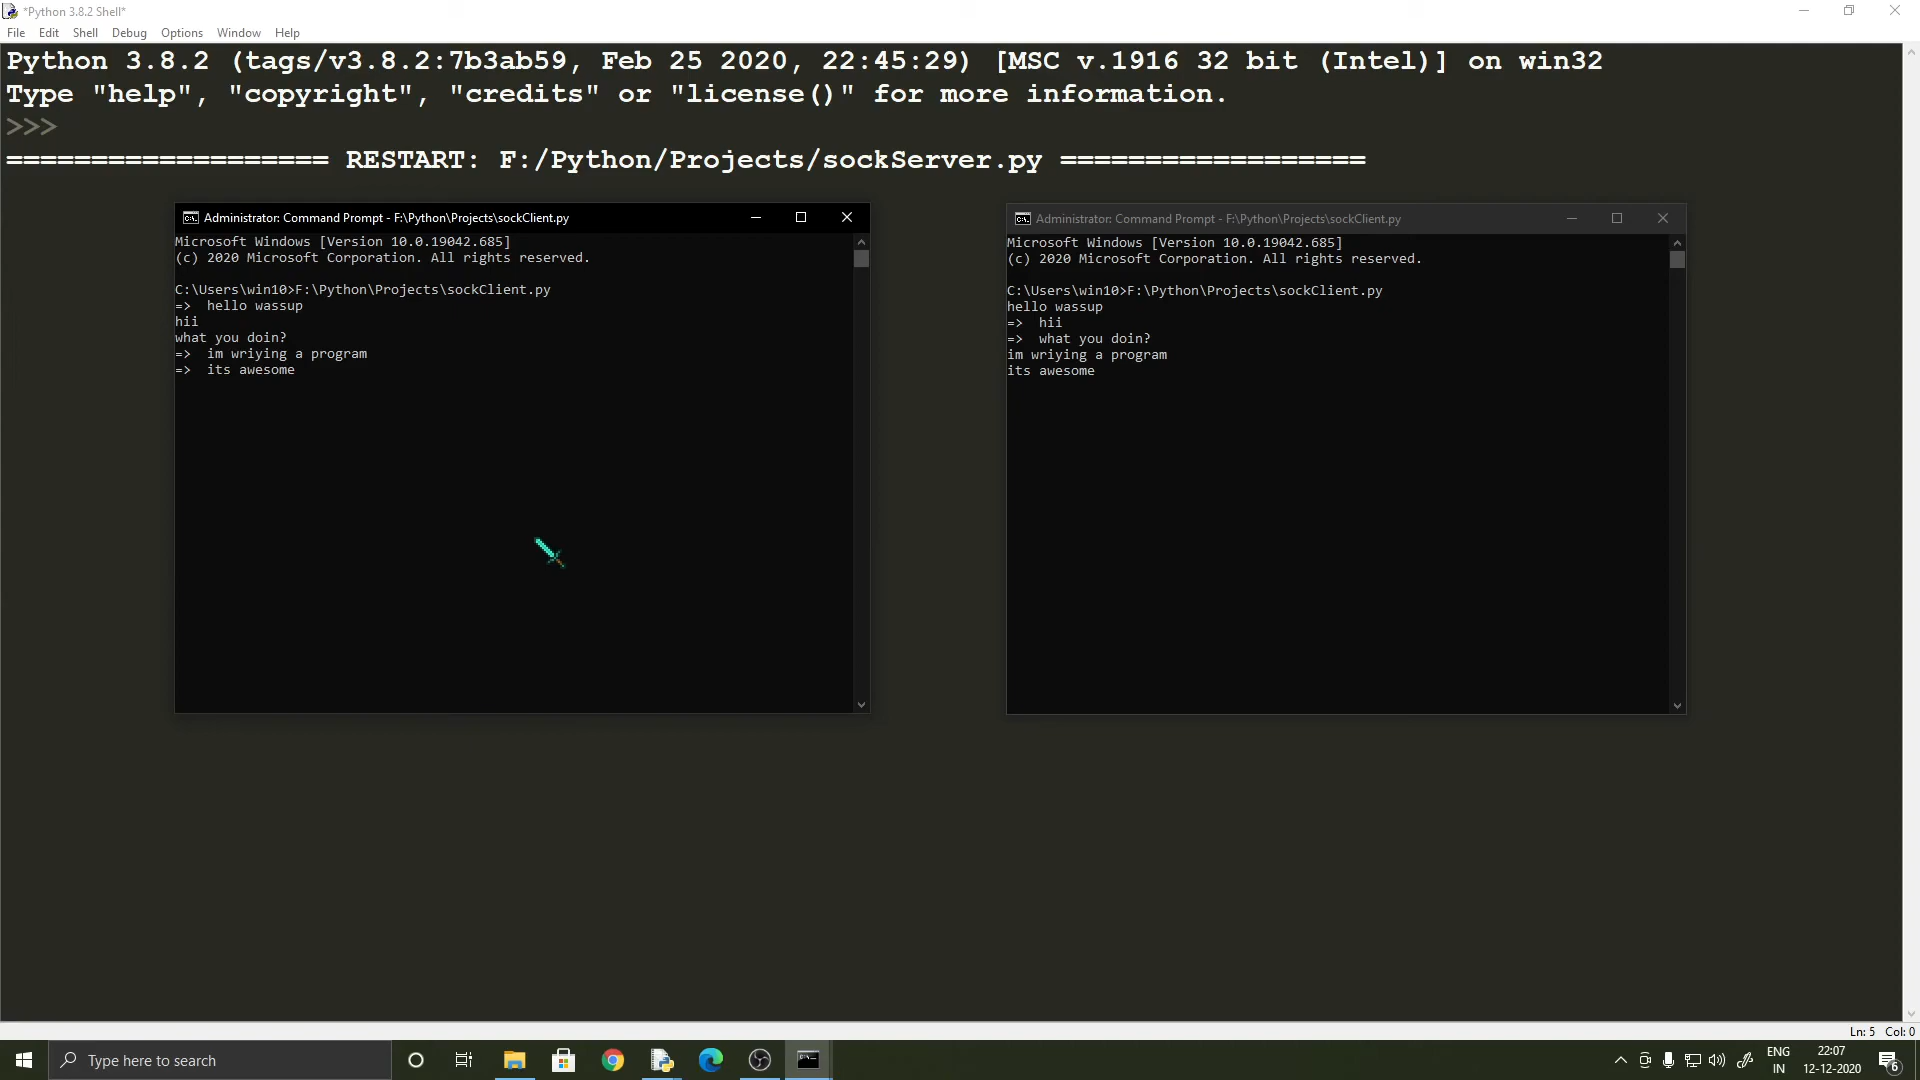 *Python 3.8.2 Shell*
File Edit Shell Debug Options Window Help
Python 3.8.2 (tags/v3.8.2:7b3ab59, Feb 25 2020, 22:45:29) [MSC v.1916 32 bit (Intel)] on win32
Type "help", "copyright", "credits" or "license()" for more information.
>>>
=================== RESTART: F:/Python/Projects/sockServer.py ==================
Administrator: Command Prompt - F:\Python\Projects\sockClient.py
Microsoft Windows [Version 10.0.19042.685]
(c) 2020 Microsoft Corporation. All rights reserved.
C:\Users\win10>F:\Python\Projects\sockClient.py
=>  hello wassup
hii
what you doin?
=>  im wriying a program
=>  its awesome
Administrator: Command Prompt - F:\Python\Projects\sockClient.py
Microsoft Windows [Version 10.0.19042.685]
(c) 2020 Microsoft Corporation. All rights reserved.
C:\Users\win10>F:\Python\Projects\sockClient.py
hello wassup
=>  hii
=>  what you doin?
im wriying a program
its awesome
Ln: 5 Col: 0
Type here to search
ENG
IN
22:07
12-12-2020
6